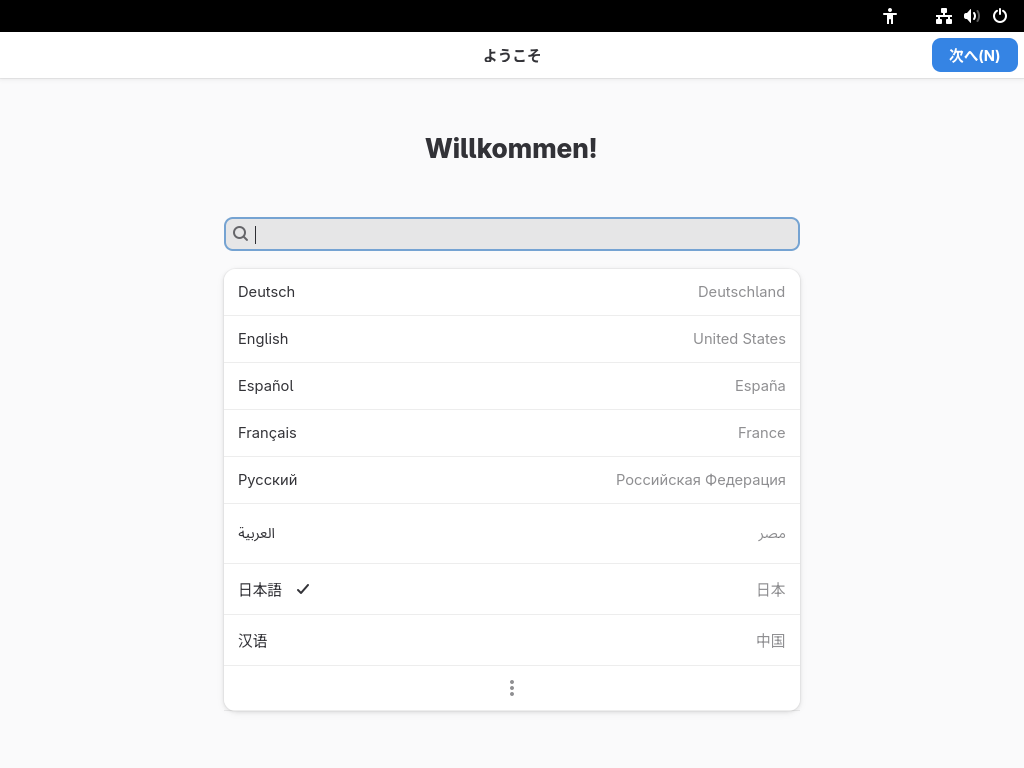 ようこそ
次へ(N)
Willkommen!
Deutsch Deutschland
English United States
Español España
Français France
Русский Российская Федерация
العربية مصر
日本語 日本
汉语 中国